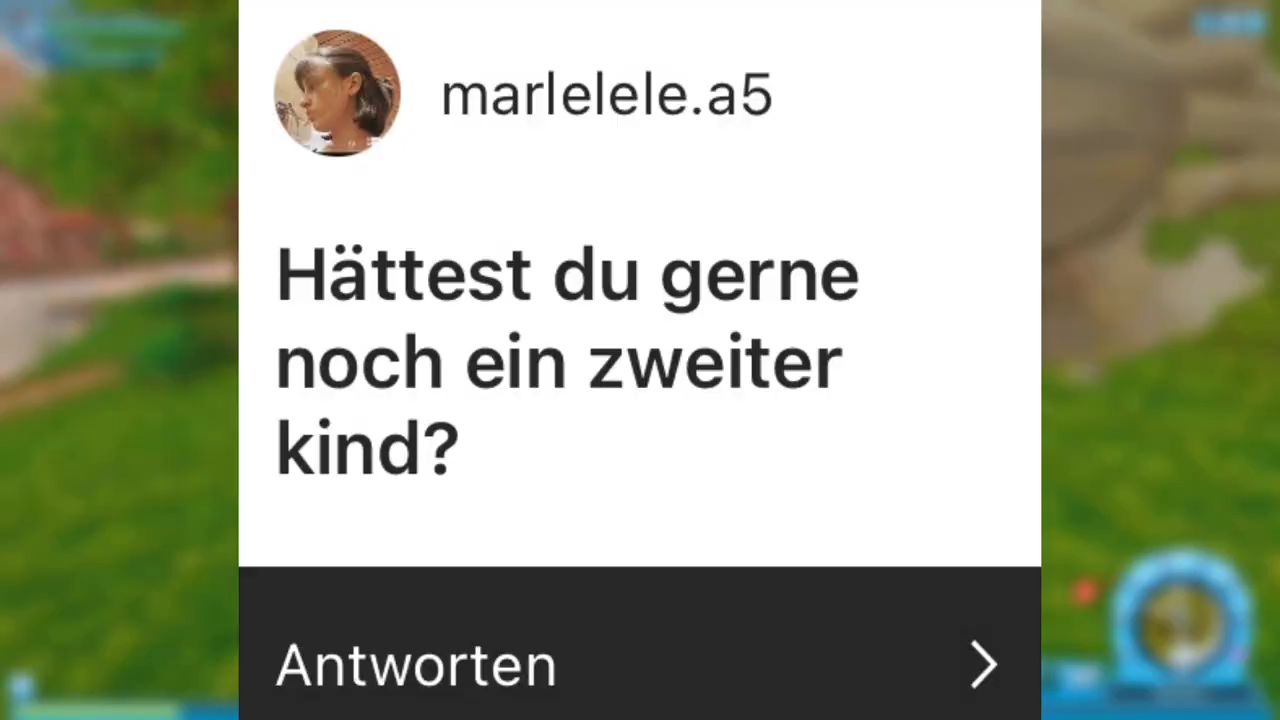 marlelele.a5
Hättest du gerne
noch ein zweiter
kind?
Antworten